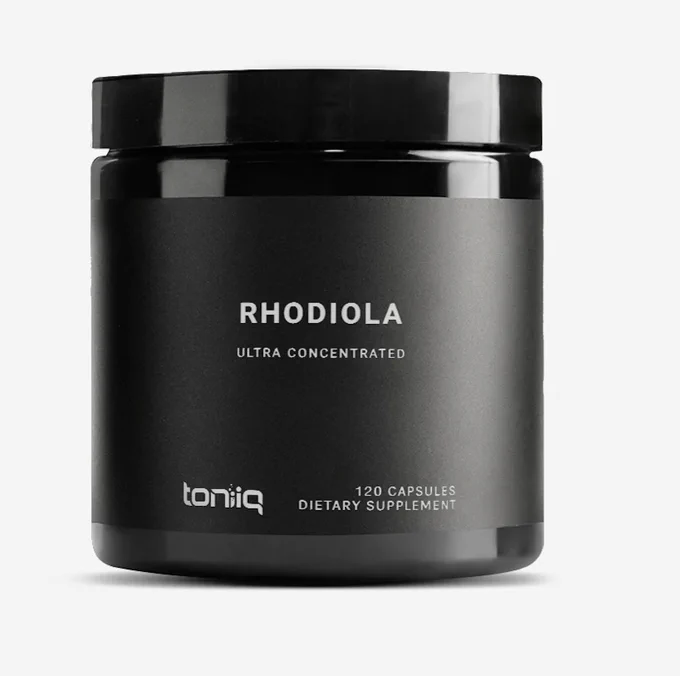 RHODIOLA
ULTRA CONCENTRATED
toniiq
120 CAPSULES
DIETARY SUPPLEMENT